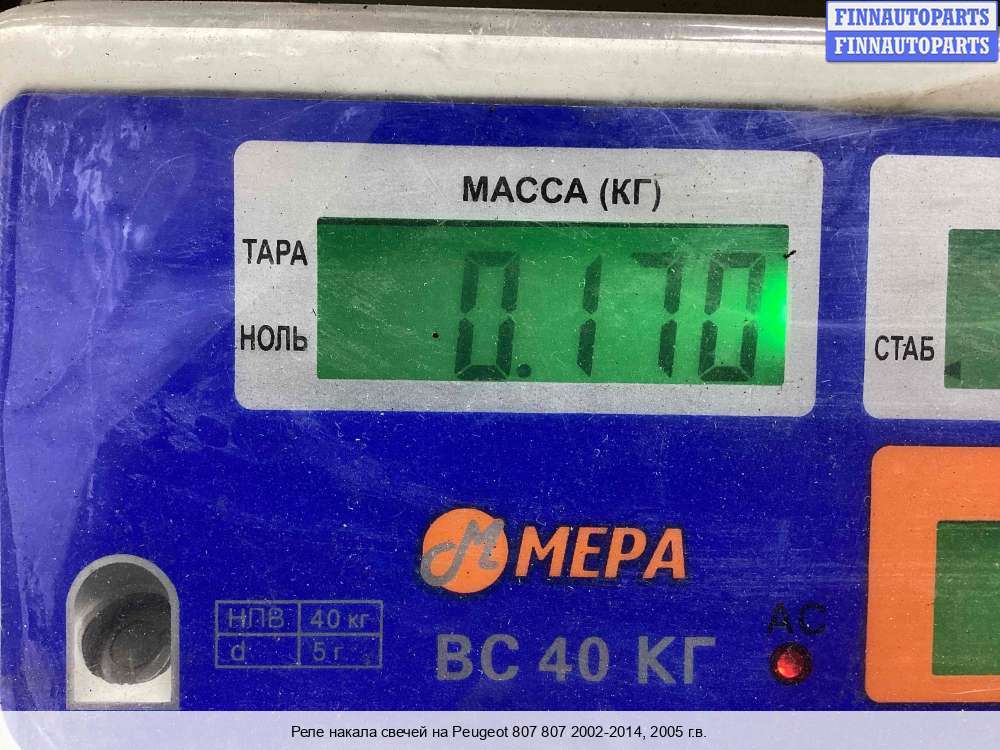 FINNAUTOPARTS
FINNAUTOPARTS
МАССА (КГ)
ТАРА
0.170
НОЛЬ
СТАБ
М МЕРА
НПВ 40 кг
d 5 г
ВС 40 КГ
AC
Реле накала свечей на Peugeot 807 807 2002-2014, 2005 г.в.